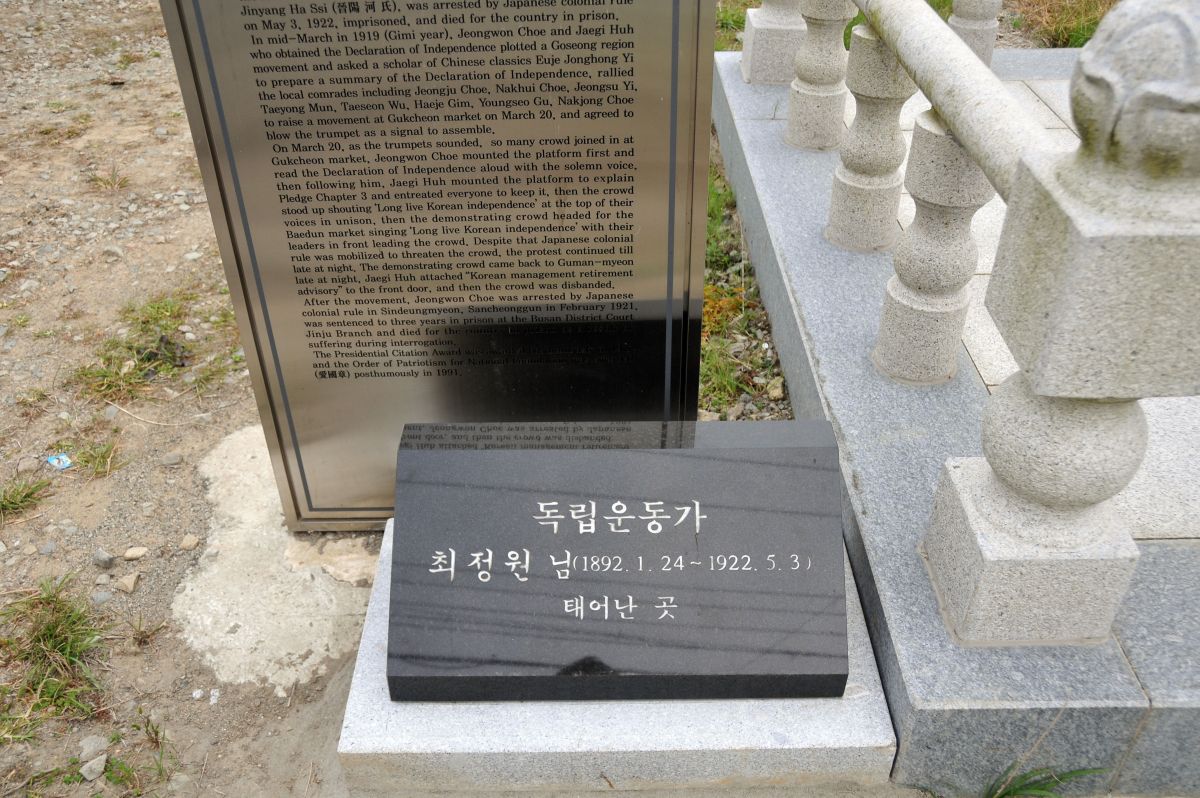 Jinyang Ha Ssi (晉陽 河 氏), was arrested by Japanese colonial rule
on May 3, 1922, imprisoned, and died for the country in prison.
In mid-March in 1919 (Gimi year), Jeongwon Choe and Jaegi Huh
who obtained the Declaration of Independence plotted a Goseong region
movement and asked a scholar of Chinese classics Euje Jonghong Yi
to prepare a summary of the Declaration of Independence, rallied
the local comrades including Jeongju Choe, Nakhui Choe, Jeongsu Yi,
Taeyong Mun, Taeseon Wu, Haeje Gim, Youngseo Gu, Nakjong Choe
to raise a movement at Gukcheon market on March 20, and agreed to
blow the trumpet as a signal to assemble.
On March 20, as the trumpets sounded, so many crowd joined in at
Gukcheon market. Jeongwon Choe mounted the platform first and
read the Declaration of Independence aloud with the solemn voice,
then following him, Jaegi Huh mounted the platform to explain
Pledge Chapter 3 and entreated everyone to keep it, then the crowd
stood up shouting 'Long live Korean independence' at the top of their
voices in unison, then the demonstrating crowd headed for the
Baedun market singing 'Long live Korean independence' with their
leaders in front leading the crowd. Despite that Japanese colonial
rule was mobilized to threaten the crowd, the protest continued till
late at night. The demonstrating crowd came back to Guman-myeon
late at night, Jaegi Huh attached "Korean management retirement
advisory" to the front door, and then the crowd was disbanded.
After the movement, Jeongwon Choe was arrested by Japanese
colonial rule in Sindeungmyeon, Sancheonggun in February 1921,
was sentenced to three years in prison at the Busan District Court
Jinju Branch and died for the
suffering during interrogation.
The Presidential Citation Award was
and the Order of Patriotism for National
(愛國章) posthumously in 1991.
독립운동가
최정원 님(1892. 1. 24~1922. 5. 3)
태어난 곳